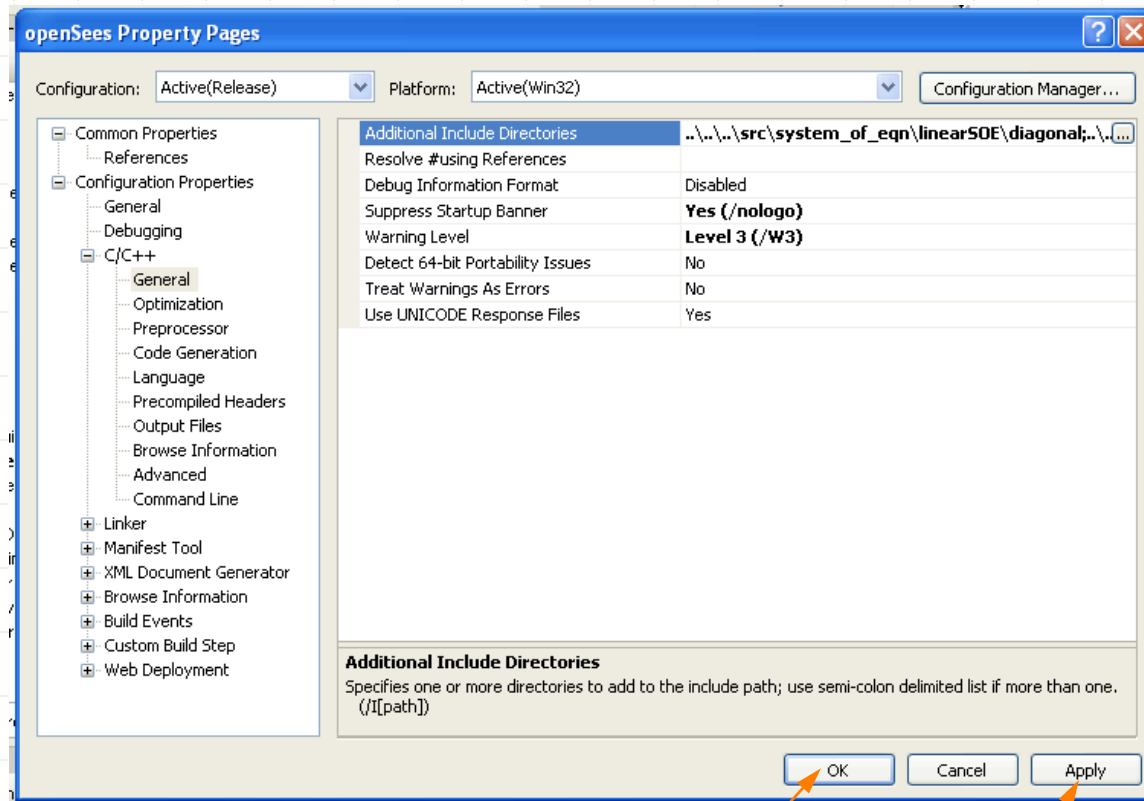 openSees Property Pages
Configuration: Active(Release) Platform: Active(Win32) Configuration Manager...
Common Properties
References
Configuration Properties
General
Debugging
C/C++
General
Optimization
Preprocessor
Code Generation
Language
Precompiled Headers
Output Files
Browse Information
Advanced
Command Line
Linker
Manifest Tool
XML Document Generator
Browse Information
Build Events
Custom Build Step
Web Deployment
Additional Include Directories ..\..\..\src\system_of_eqn\linearSOE\diagonal;..\. ...
Resolve #using References
Debug Information Format Disabled
Suppress Startup Banner Yes (/nologo)
Warning Level Level 3 (/W3)
Detect 64-bit Portability Issues No
Treat Warnings As Errors No
Use UNICODE Response Files Yes
Additional Include Directories
Specifies one or more directories to add to the include path; use semi-colon delimited list if more than one.
(/I[path])
OK Cancel Apply